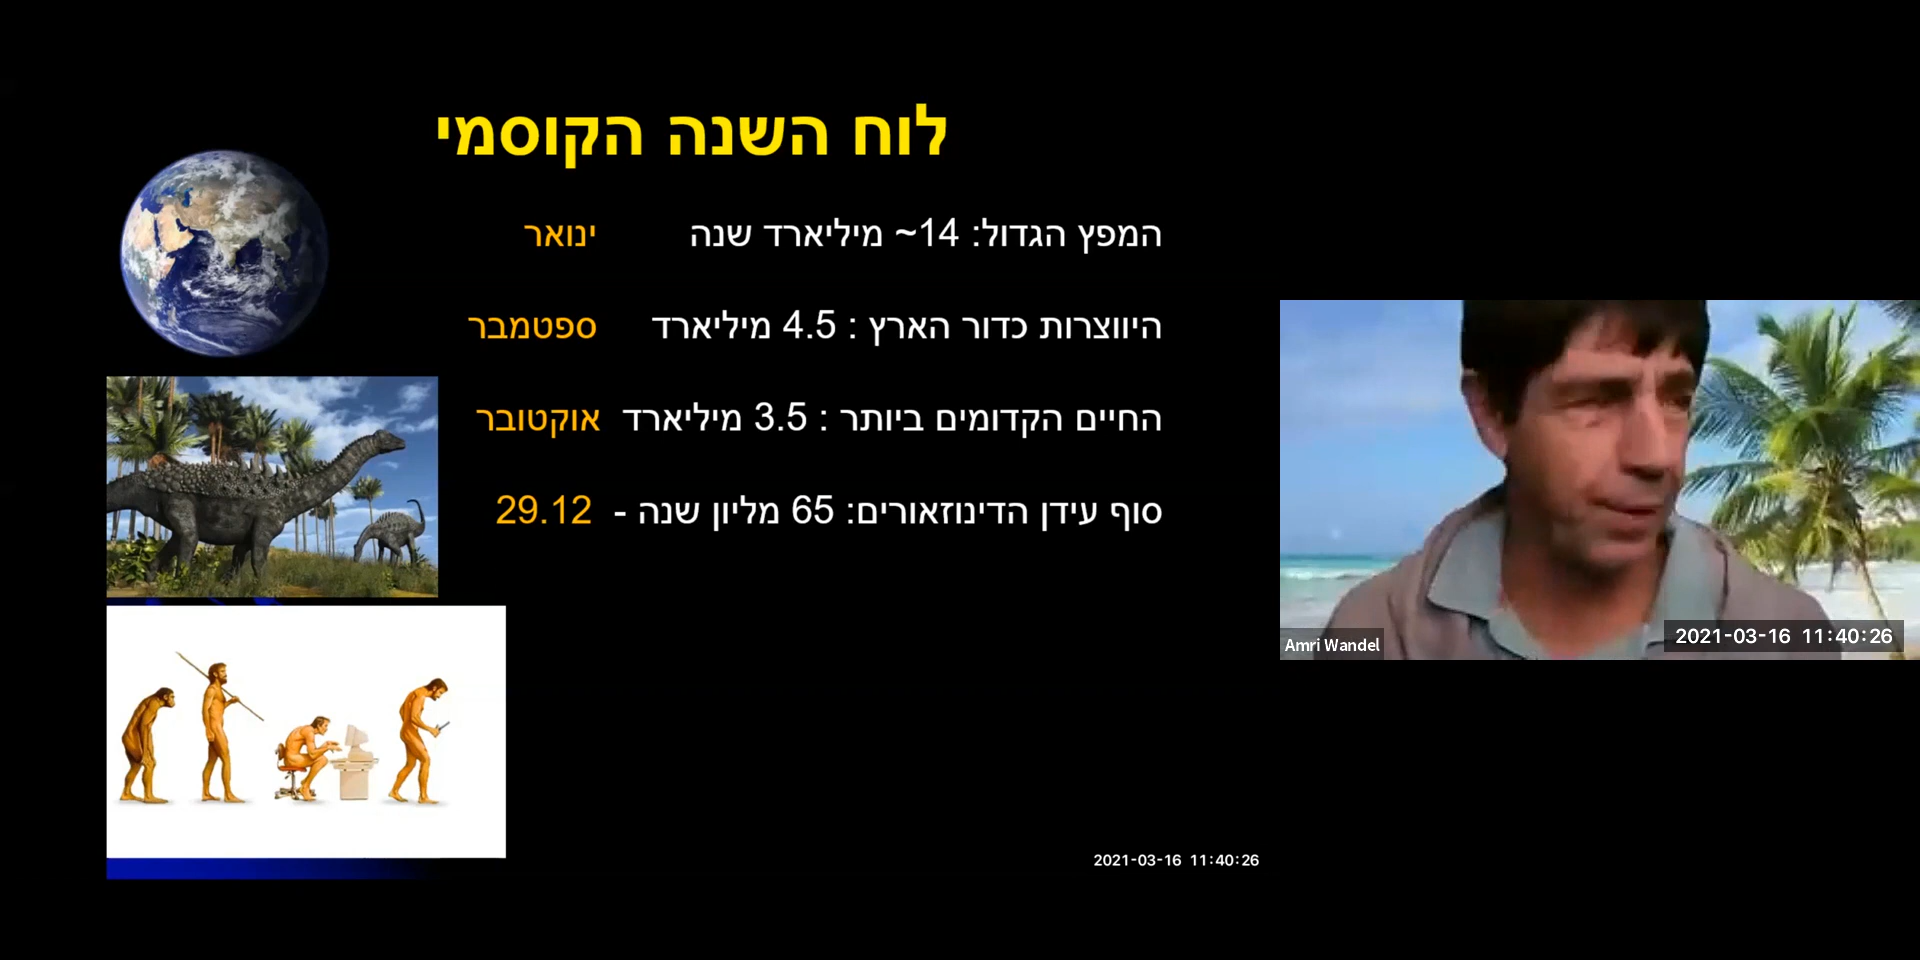 לוח השנה הקוסמי
המפץ הגדול: 14~ מיליארד שנה ינואר
היווצרות כדור הארץ : 4.5 מיליארד ספטמבר
החיים הקדומים ביותר : 3.5 מיליארד אוקטובר
סוף עידן הדינוזאורים: 65 מליון שנה - 29.12
Amri Wandel
2021-03-16 11:40:26
2021-03-16 11:40:26